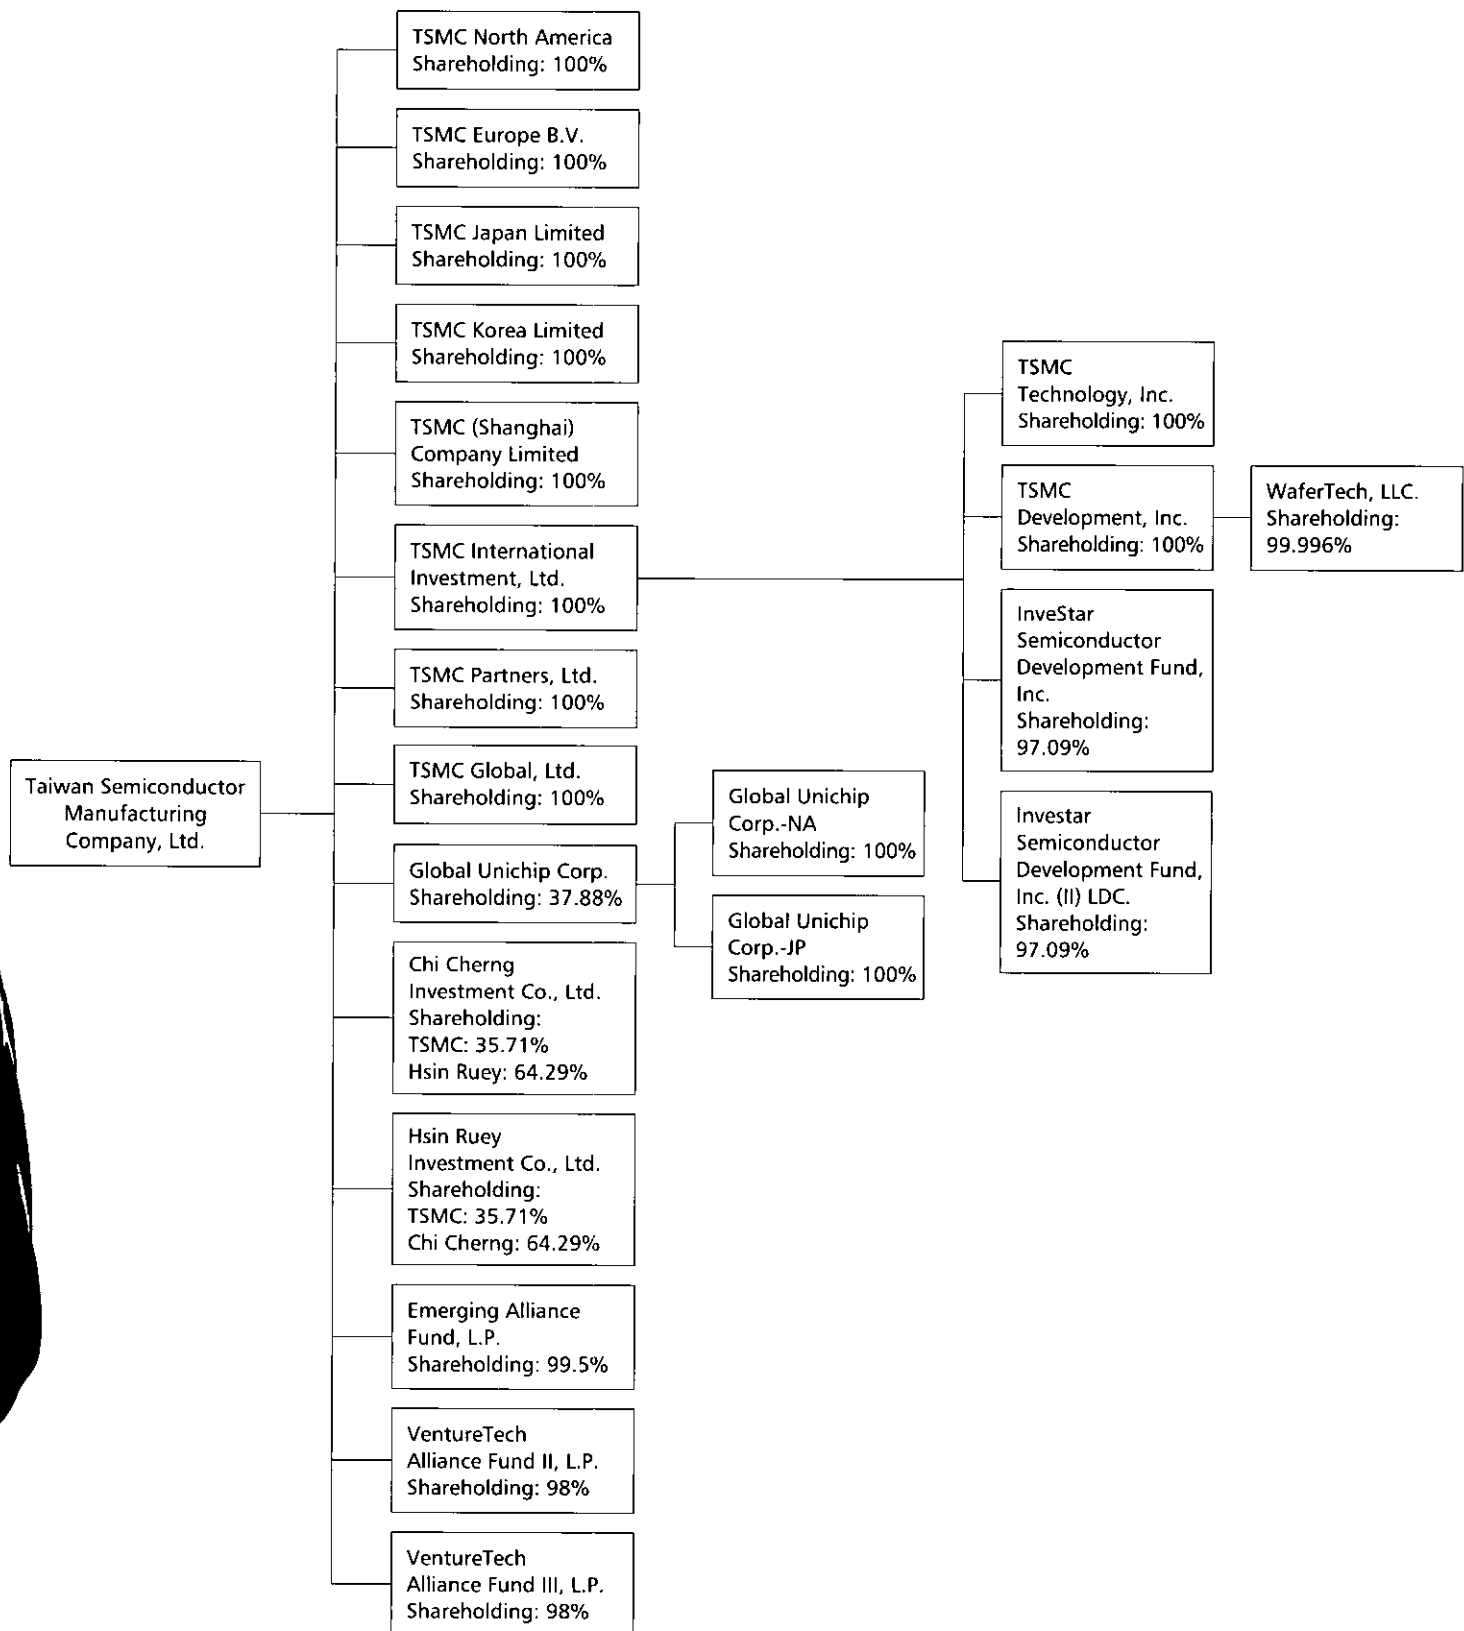 TSMC North America
Shareholding: 100%
TSMC Europe B.V.
Shareholding: 100%
TSMC Japan Limited
Shareholding: 100%
TSMC Korea Limited
Shareholding: 100%
TSMC (Shanghai)
Company Limited
Shareholding: 100%
TSMC International
Investment, Ltd.
Shareholding: 100%
TSMC Partners, Ltd.
Shareholding: 100%
TSMC Global, Ltd.
Shareholding: 100%
Taiwan Semiconductor
Manufacturing
Company, Ltd.
Global Unichip Corp.
Shareholding: 37.88%
Chi Cherng
Investment Co., Ltd.
Shareholding:
TSMC: 35.71%
Hsin Ruey: 64.29%
Hsin Ruey
Investment Co., Ltd.
Shareholding:
TSMC: 35.71%
Chi Cherng: 64.29%
Emerging Alliance
Fund, L.P.
Shareholding: 99.5%
VentureTech
Alliance Fund II, L.P.
Shareholding: 98%
VentureTech
Alliance Fund III, L.P.
Shareholding: 98%
Global Unichip
Corp.-NA
Shareholding: 100%
Global Unichip
Corp.-JP
Shareholding: 100%
TSMC
Technology, Inc.
Shareholding: 100%
TSMC
Development, Inc.
Shareholding: 100%
WaferTech, LLC.
Shareholding:
99.996%
InveStar
Semiconductor
Development Fund,
Inc.
Shareholding:
97.09%
Investar
Semiconductor
Development Fund,
Inc. (II) LDC.
Shareholding:
97.09%